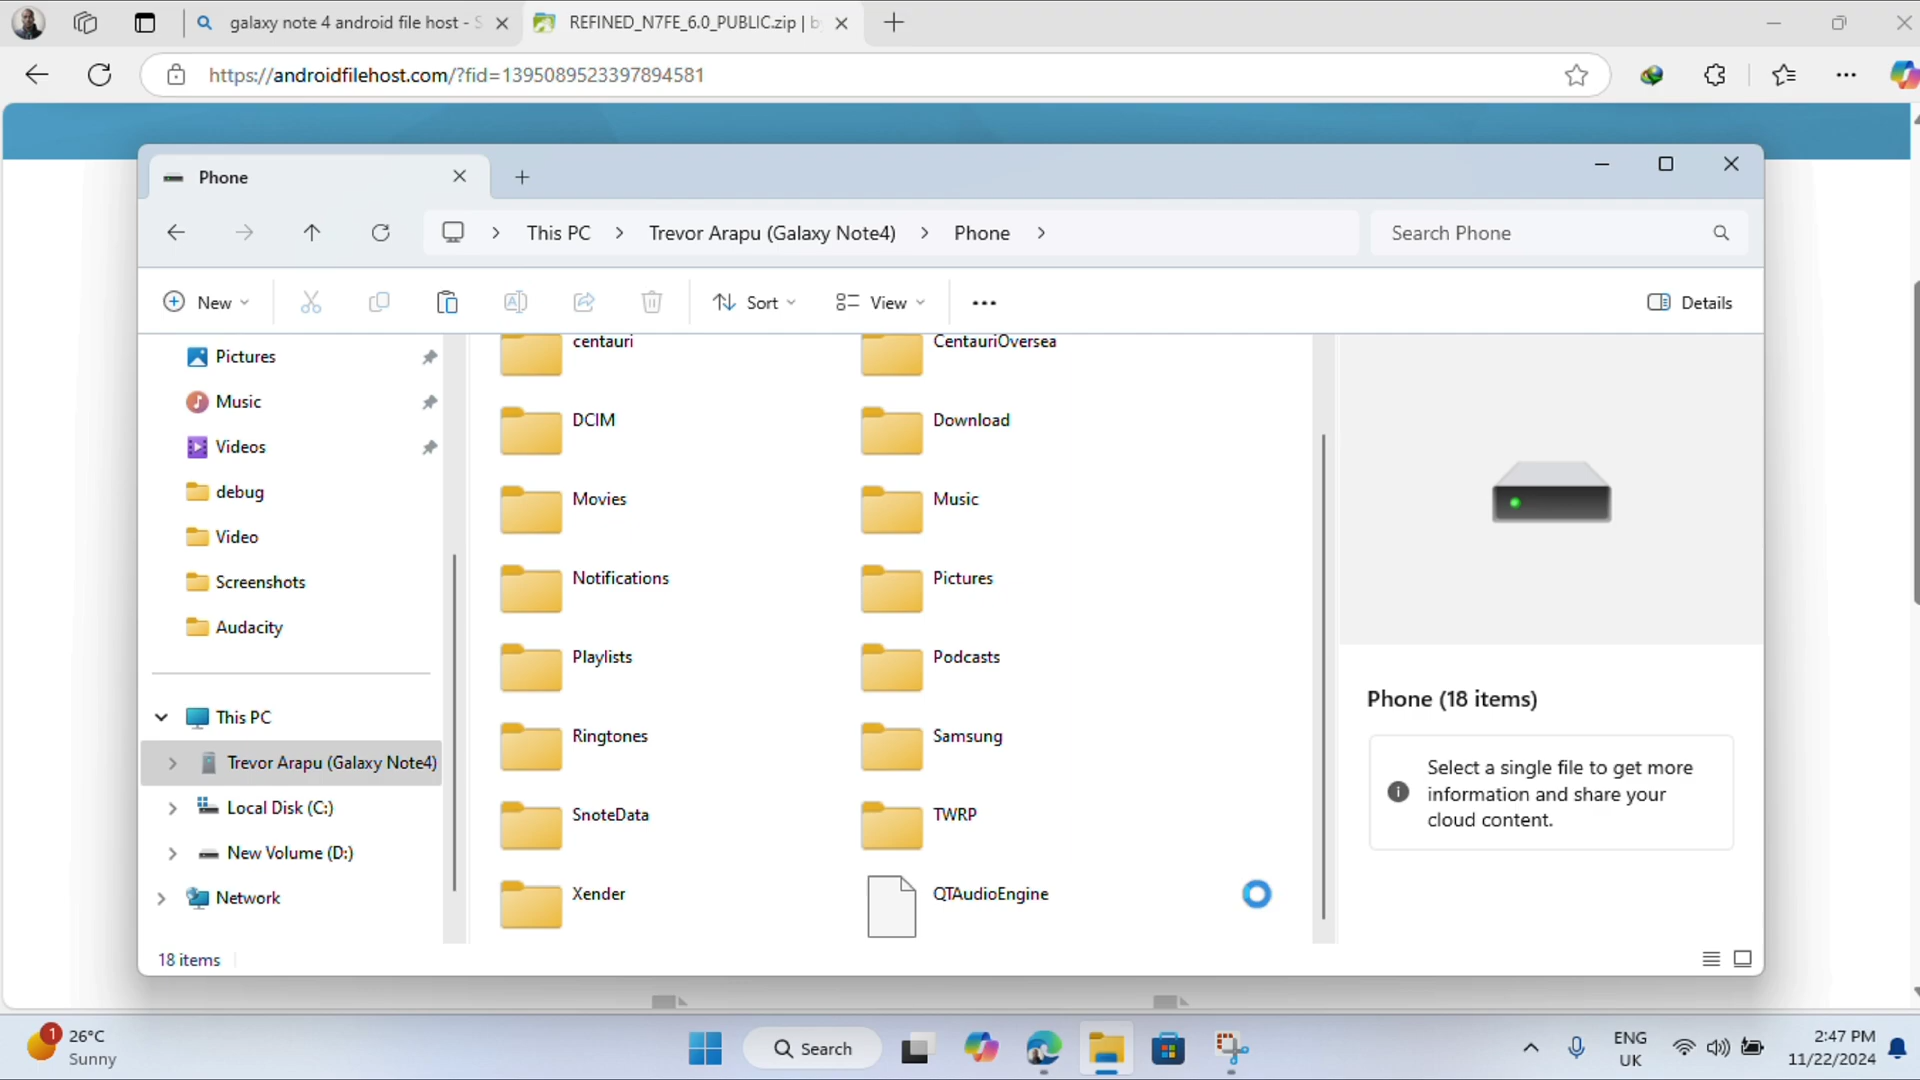 galaxy note 4 android file host - S
REFINED_N7FE_6.0_PUBLIC.zip | b
https://androidfilehost.com/?fid=1395089523397894581
Phone
This PC > Trevor Arapu (Galaxy Note4) > Phone >
Search Phone
New
Sort
View
Details
Pictures
Music
Videos
debug
Video
Screenshots
Audacity
This PC
Trevor Arapu (Galaxy Note4)
Local Disk (C:)
New Volume (D:)
Network
centauri
CentauriOversea
DCIM
Download
Movies
Music
Notifications
Pictures
Playlists
Podcasts
Ringtones
Samsung
SnoteData
TWRP
Xender
QTAudioEngine
Phone (18 items)
Select a single file to get more
information and share your
cloud content.
18 items
1
26°C
Sunny
Search
ENG
UK
2:47 PM
11/22/2024